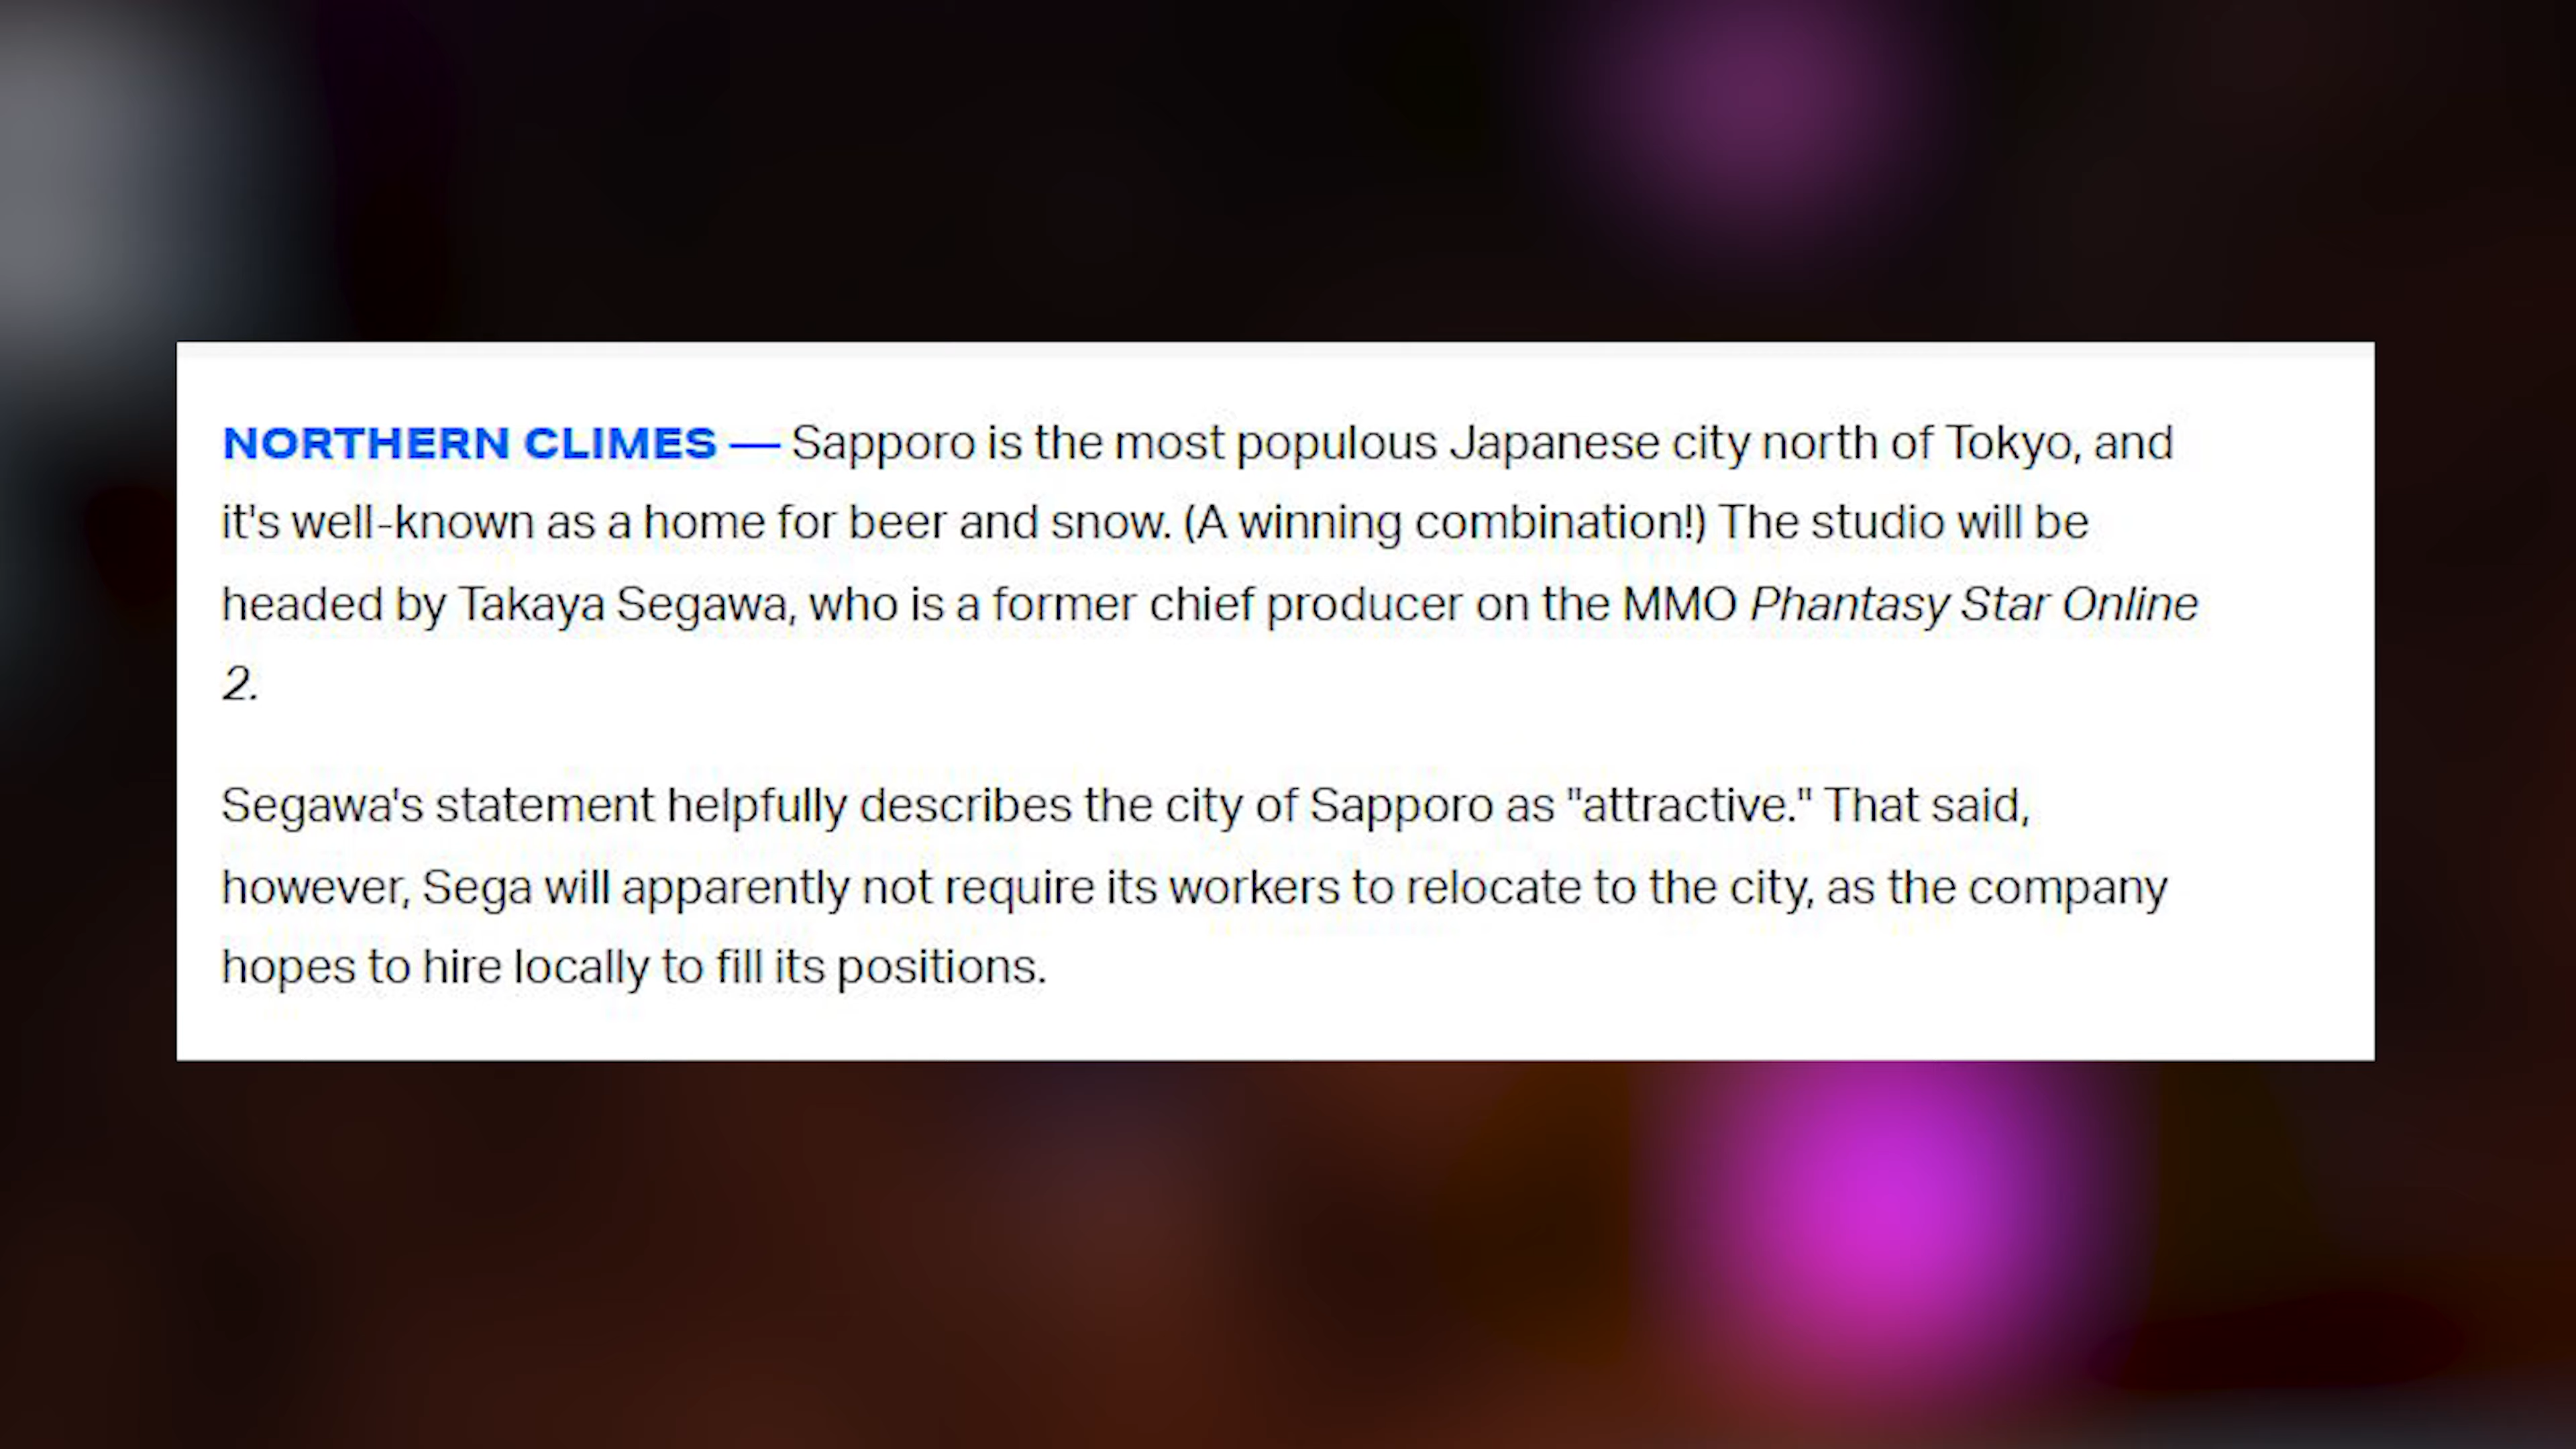 NORTHERN CLIMES — Sapporo is the most populous Japanese city north of Tokyo, and
it's well-known as a home for beer and snow. (A winning combination!) The studio will be
headed by Takaya Segawa, who is a former chief producer on the MMO Phantasy Star Online
2.
Segawa's statement helpfully describes the city of Sapporo as "attractive." That said,
however, Sega will apparently not require its workers to relocate to the city, as the company
hopes to hire locally to fill its positions.